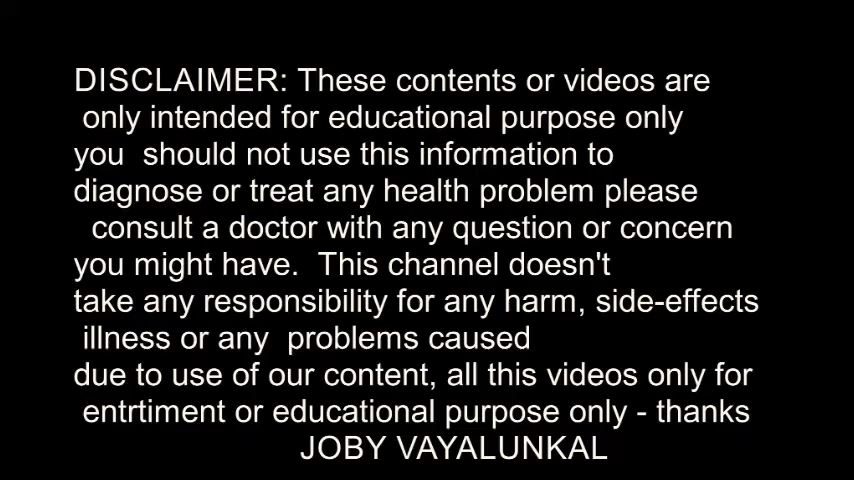 DISCLAIMER: These contents or videos are
only intended for educational purpose only
you should not use this information to
diagnose or treat any health problem please
consult a doctor with any question or concern
you might have. This channel doesn't
take any responsibility for any harm, side-effects
illness or any problems caused
due to use of our content, all this videos only for
entrtiment or educational purpose only - thanks
JOBY VAYALUNKAL